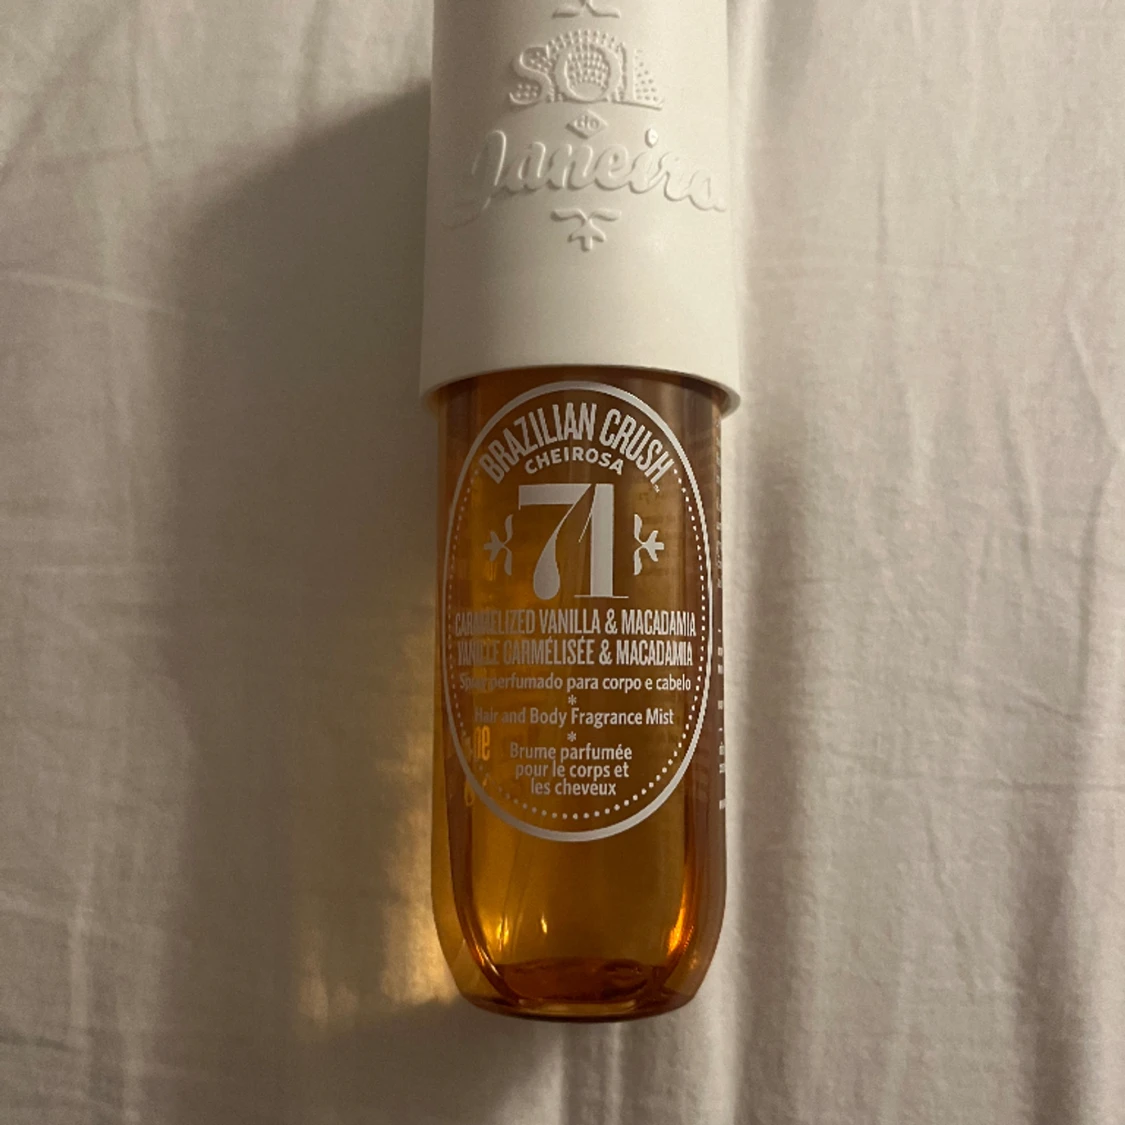 SOL
de
Janeiro
BRAZILIAN CRUSH
CHEIROSA
71
CARAMELIZED VANILLA & MACADAMIA
VANILLE CARMÉLISÉE & MACADAMIA
Spray perfumado para corpo e cabelo
*
Hair and Body Fragrance Mist
*
Brume parfumée
pour le corps et
les cheveux